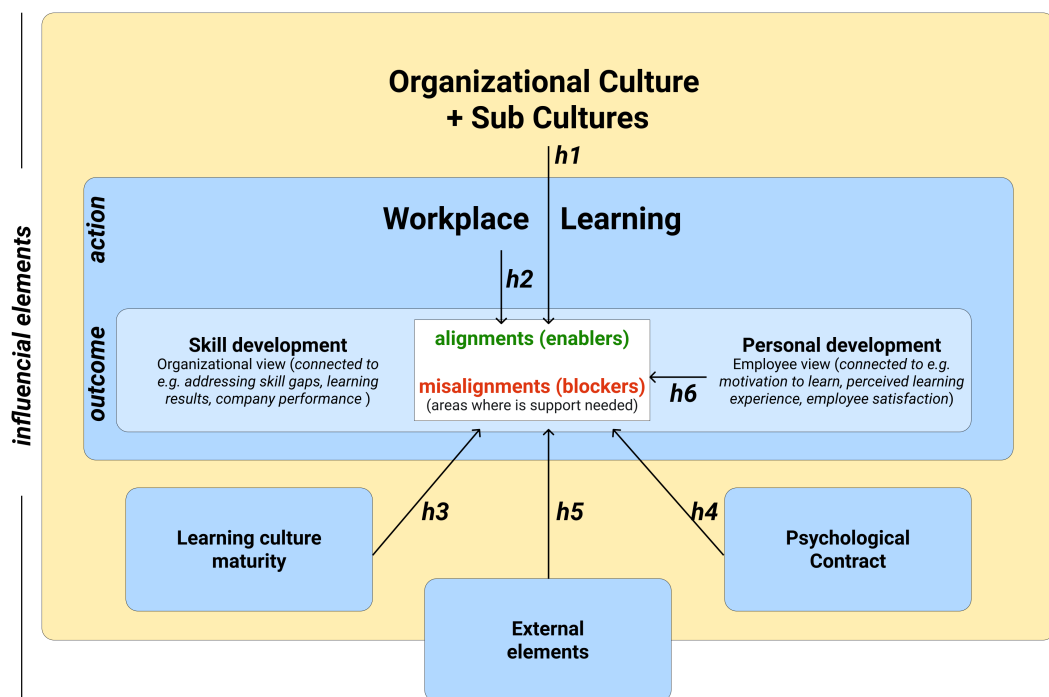 Organizational Culture
+ Sub Cultures
h1
influential elements
action
Workplace Learning
h2
outcome
Skill development
Organizational view (connected to
e.g. addressing skill gaps, learning
results, company performance )
alignments (enablers)
misalignments (blockers)
(areas where is support needed)
h6
Personal development
Employee view (connected to e.g.
motivation to learn, perceived learning
experience, employee satisfaction)
h3
h5
h4
Learning culture
maturity
Psychological
Contract
External
elements